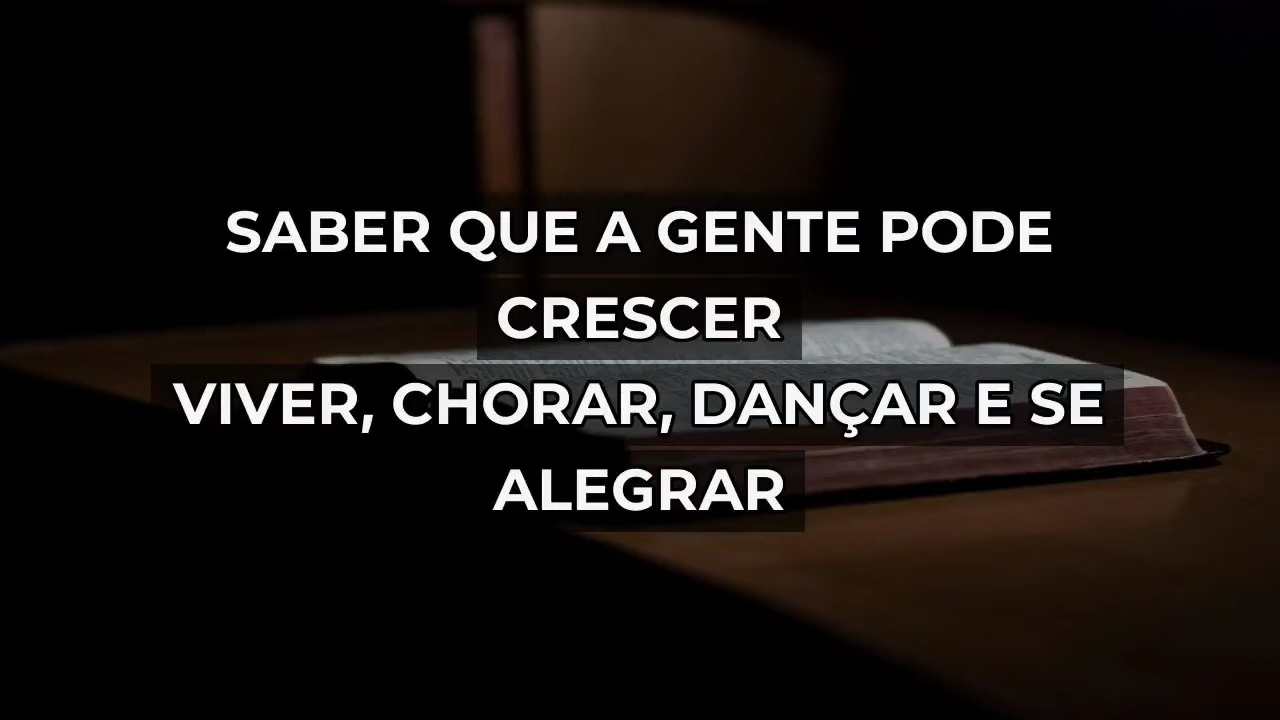 SABER QUE A GENTE PODE
CRESCER
VIVER, CHORAR, DANÇAR E SE
ALEGRAR